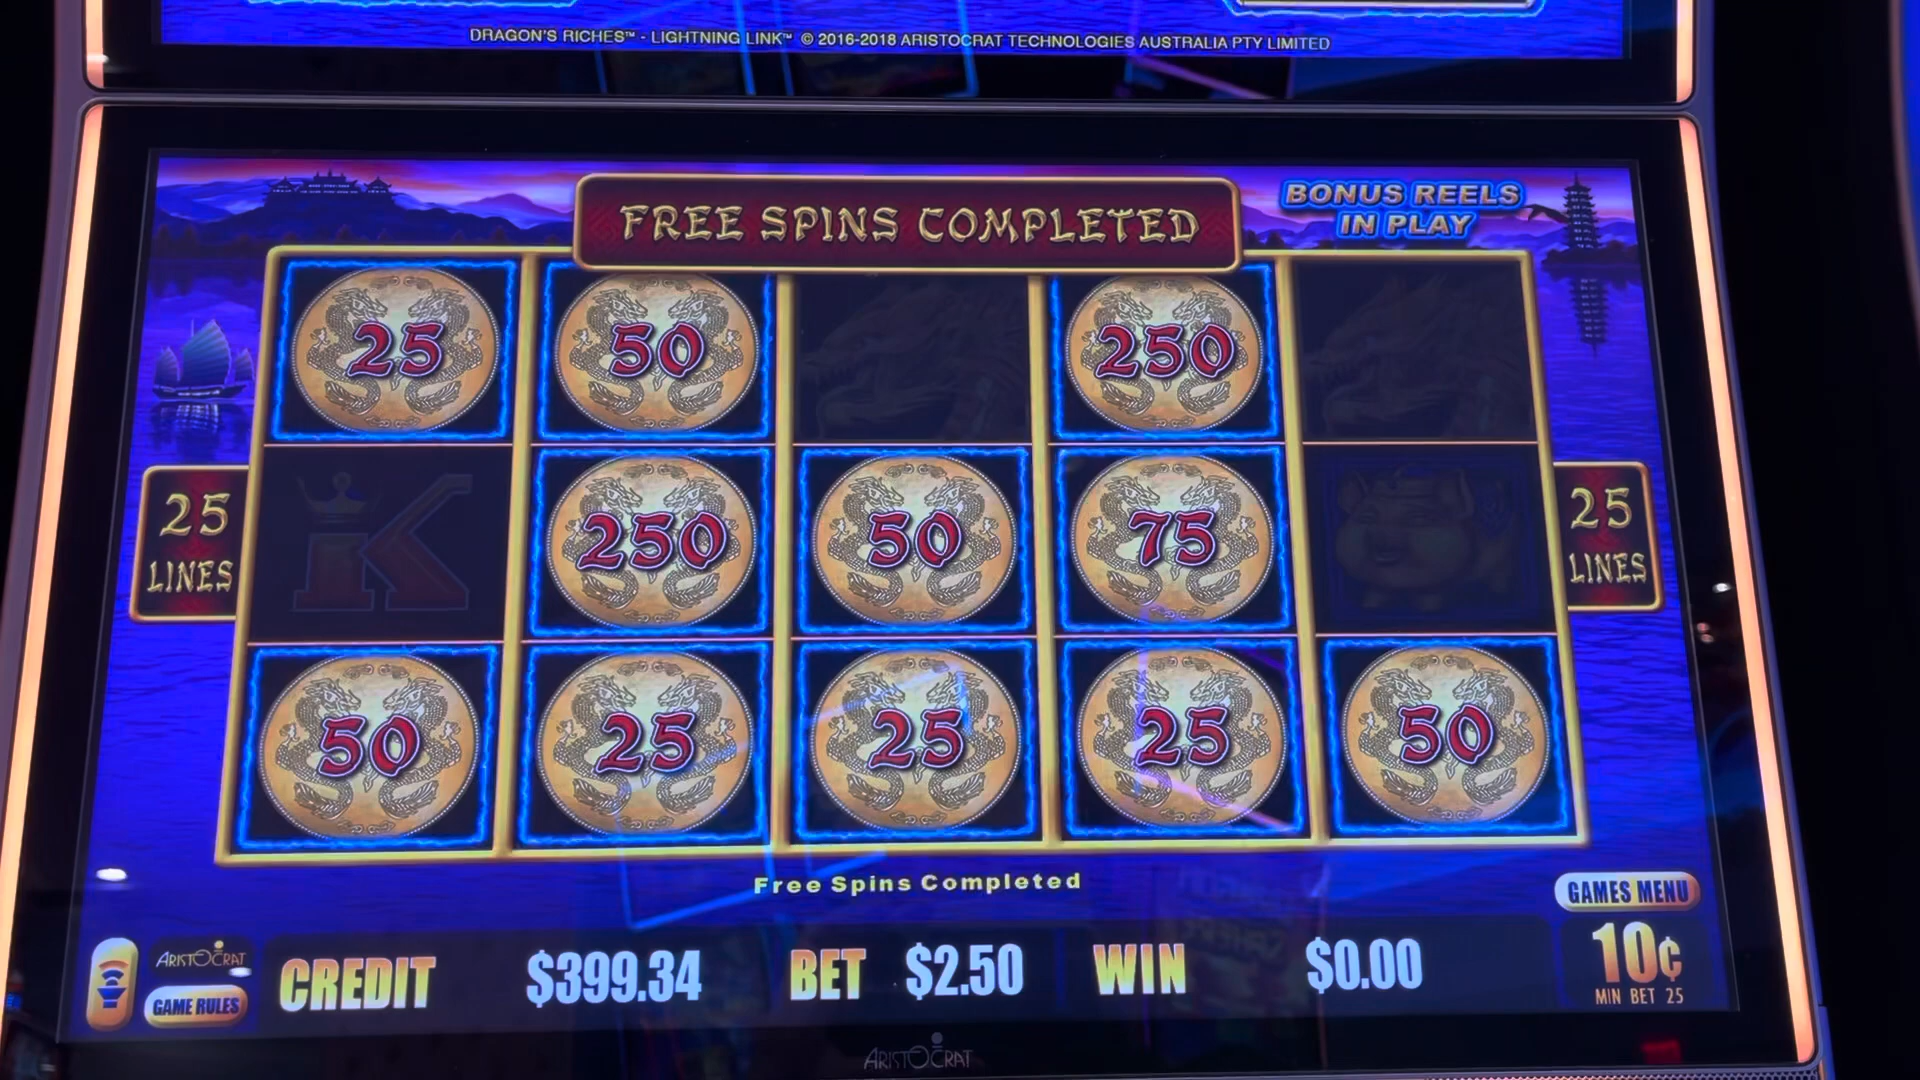 DRAGON'S RICHES™ - LIGHTNING LINK™ © 2016-2018 ARISTOCRAT TECHNOLOGIES AUSTRALIA PTY LIMITED
FREE SPINS COMPLETED
BONUS REELS
IN PLAY
25 50 250
25
LINES
K 250 50 75
25
LINES
50 25 25 25 50
Free Spins Completed
GAMES MENU
ARISTOCRAT
GAME RULES
CREDIT $399.34 BET $2.50 WIN $0.00
10¢
MIN BET 25
ARISTOCRAT